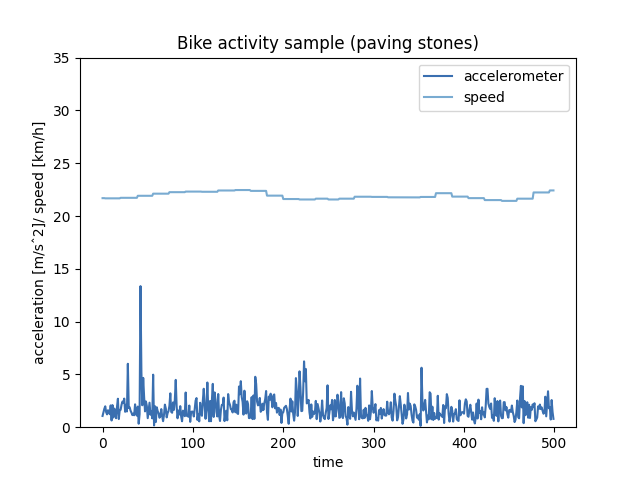 Bike activity sample (paving stones)
accelerometer
speed
acceleration [m/sˆ2]/ speed [km/h]
35
30
25
20
15
10
5
0
0 100 200 300 400 500
time